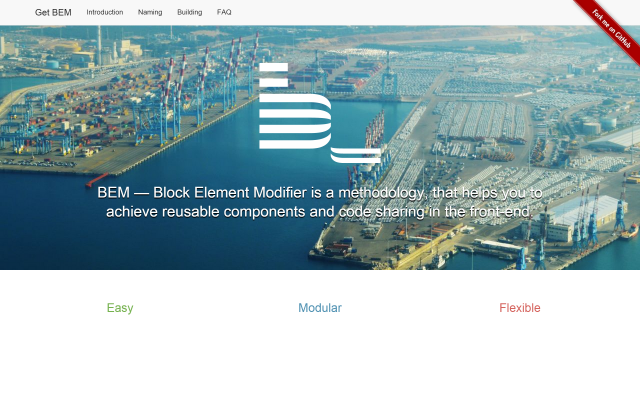 Get BEM Introduction Naming Building FAQ
Fork me on GitHub
BEM — Block Element Modifier is a methodology, that helps you to
achieve reusable components and code sharing in the front-end.
Easy Modular Flexible